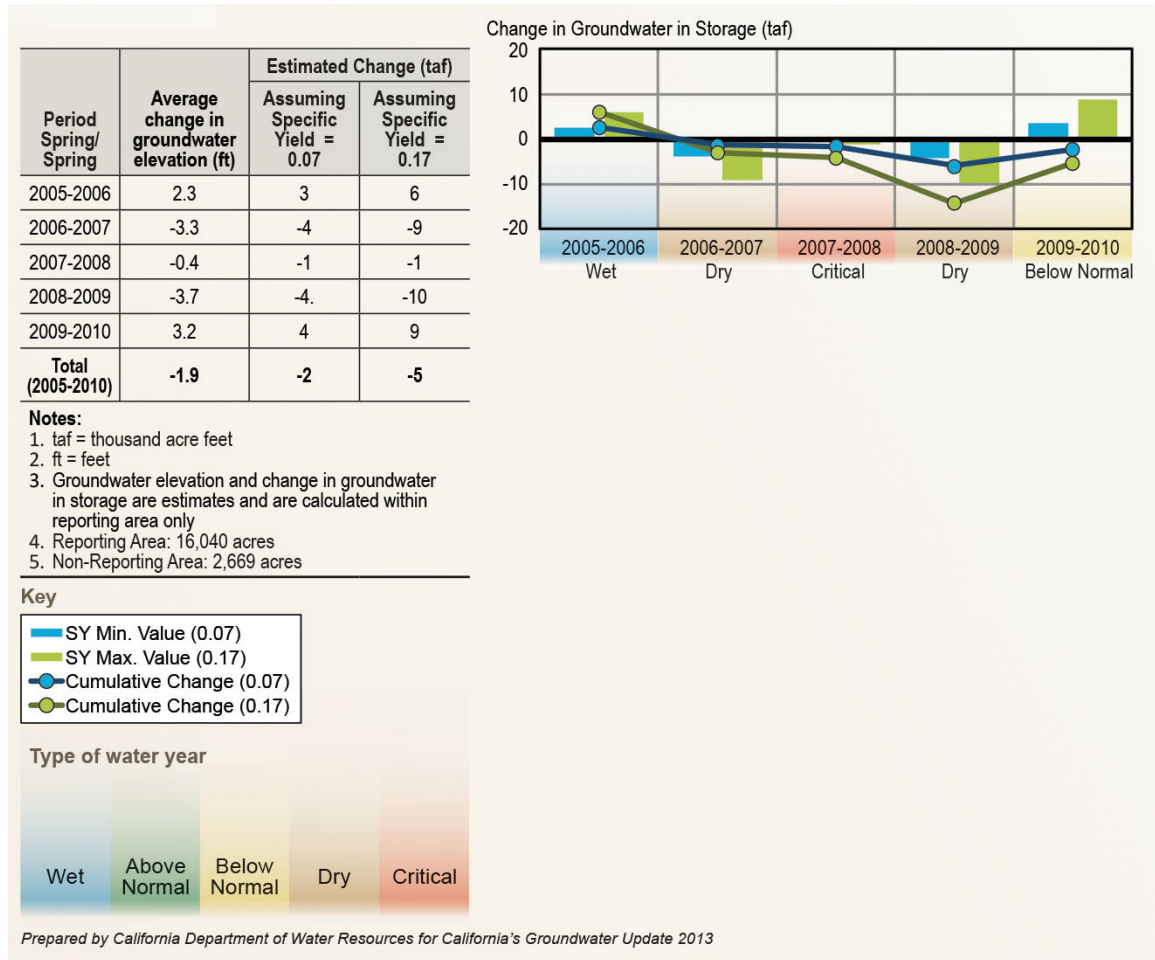 Period
Spring/
Spring
Average
change in
groundwater
elevation (ft)
Estimated Change (taf)
Assuming
Specific
Yield =
0.07
Assuming
Specific
Yield =
0.17
2005-2006 2.3 3 6
2006-2007 -3.3 -4 -9
2007-2008 -0.4 -1 -1
2008-2009 -3.7 -4. -10
2009-2010 3.2 4 9
Total
(2005-2010) -1.9 -2 -5
Notes:
1. taf = thousand acre feet
2. ft = feet
3. Groundwater elevation and change in groundwater
in storage are estimates and are calculated within
reporting area only
4. Reporting Area: 16,040 acres
5. Non-Reporting Area: 2,669 acres
Key
SY Min. Value (0.07)
SY Max. Value (0.17)
Cumulative Change (0.07)
Cumulative Change (0.17)
Type of water year
Wet
Above
Normal
Below
Normal
Dry
Critical
Change in Groundwater in Storage (taf)
20
10
0
-10
-20
2005-2006 2006-2007 2007-2008 2008-2009 2009-2010
Wet Dry Critical Dry Below Normal
Prepared by California Department of Water Resources for California's Groundwater Update 2013